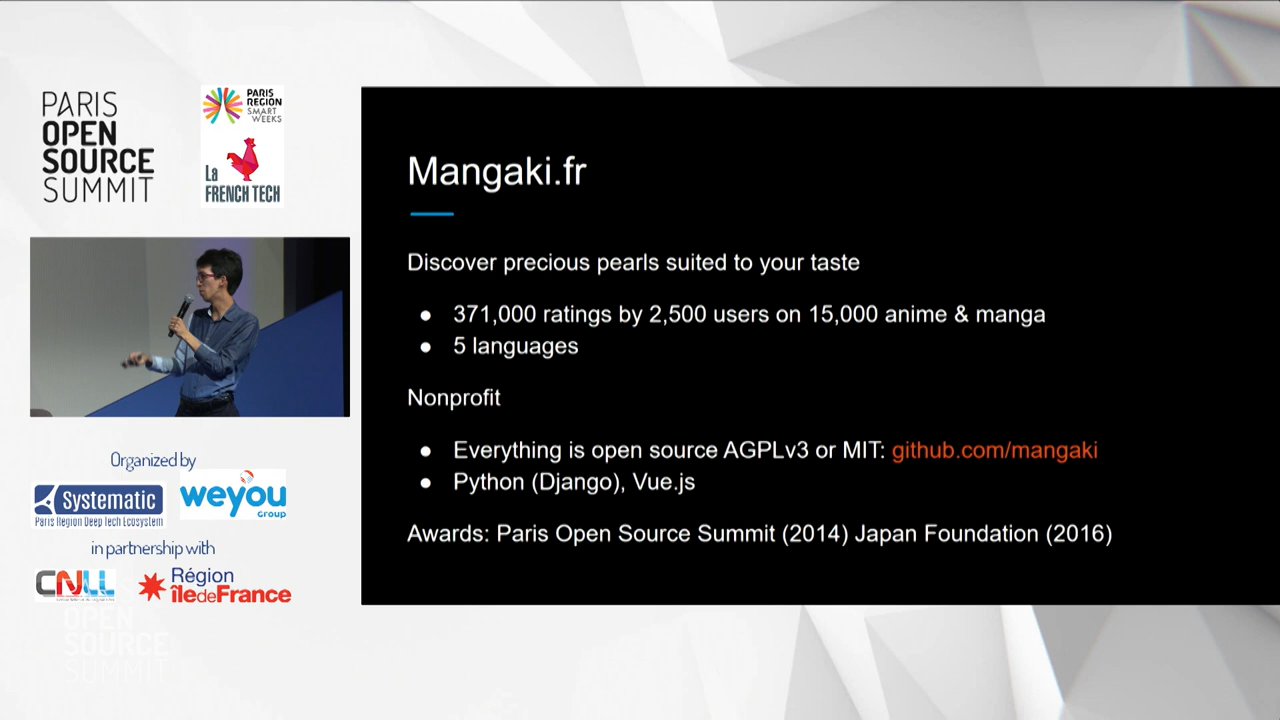 PARIS
OPEN
SOURCE
SUMMIT
PARIS
REGION
SMART
WEEKS
La
FRENCH TECH
Mangaki.fr
Discover precious pearls suited to your taste
● 371,000 ratings by 2,500 users on 15,000 anime & manga
● 5 languages
Nonprofit
● Everything is open source AGPLv3 or MIT: github.com/mangaki
● Python (Django), Vue.js
Awards: Paris Open Source Summit (2014) Japan Foundation (2016)
Organized by
Systematic
Paris Region Deep Tech Ecosystem
weyou
Group
in partnership with
CNLL
Région
îledeFrance
OPEN
SOURCE
SUMMIT